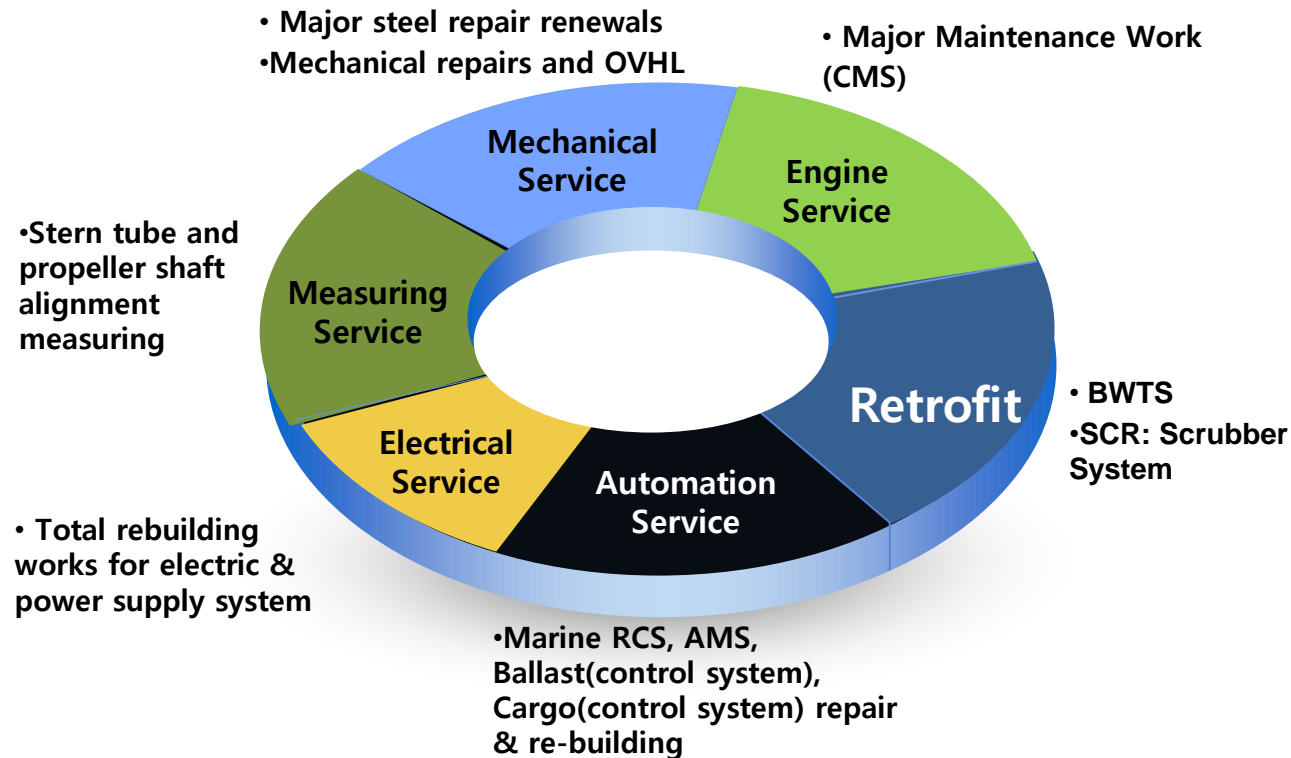 • Major steel repair renewals
•Mechanical repairs and OVHL
• Major Maintenance Work
(CMS)
Mechanical
Service
Engine
Service
•Stern tube and
propeller shaft
alignment
measuring
Measuring
Service
Retrofit
• BWTS
•SCR: Scrubber
System
Electrical
Service
Automation
Service
• Total rebuilding
works for electric &
power supply system
•Marine RCS, AMS,
Ballast(control system),
Cargo(control system) repair
& re-building